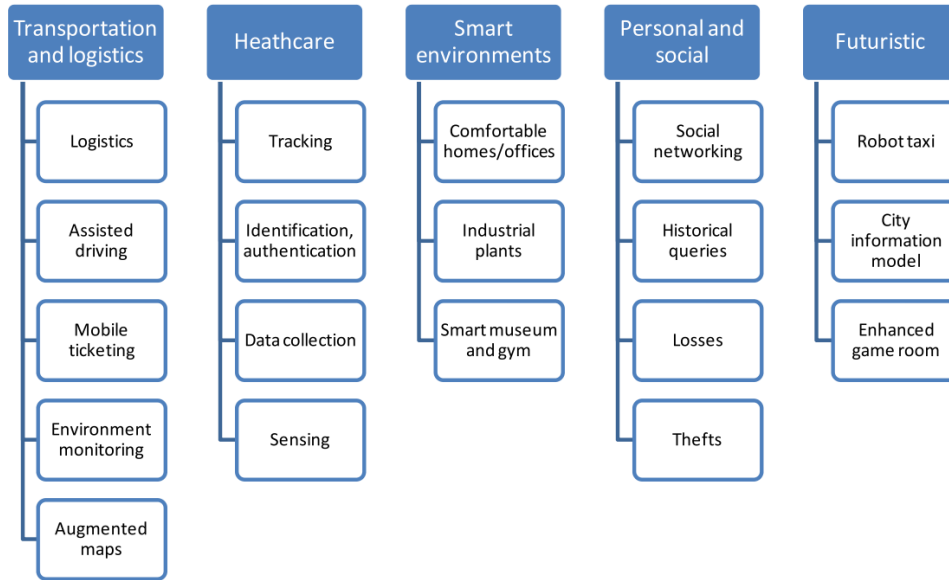 Transportation
and logistics
Logistics
Assisted
driving
Mobile
ticketing
Environment
monitoring
Augmented
maps
Heathcare
Tracking
Identification,
authentication
Data collection
Sensing
Smart
environments
Comfortable
homes/offices
Industrial
plants
Smart museum
and gym
Personal and
social
Social
networking
Historical
queries
Losses
Thefts
Futuristic
Robot taxi
City
information
model
Enhanced
game room